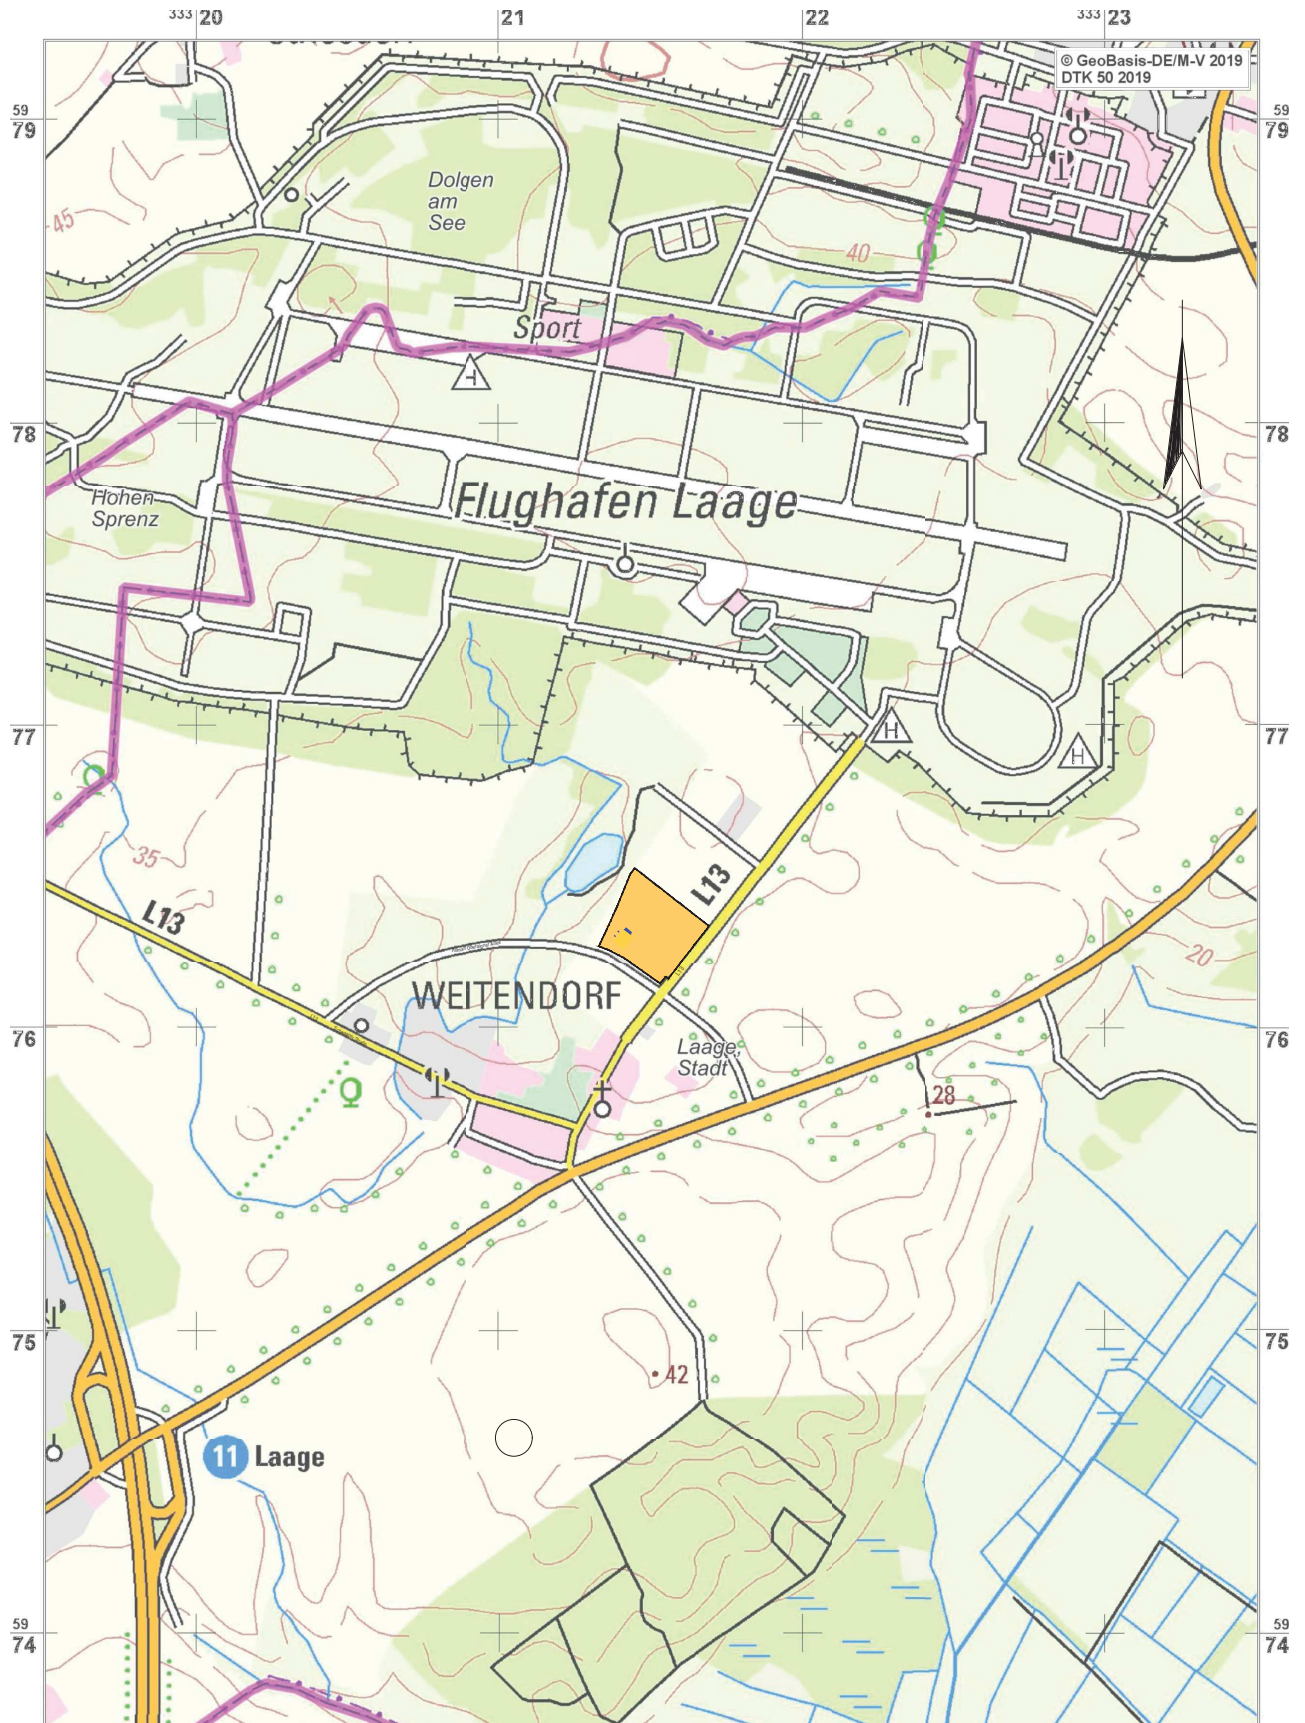 333 20
21
22
333 23
© GeoBasis-DE/M-V 2019
DTK 50 2019
59
79
59
79
45
Dolgen
am
See
40
Sport
H
78
78
Hohen
Sprenz
Flughafen Laage
77
H
H
77
35
L13
L13
20
WEITENDORF
76
76
Laage,
Stadt
28
75
75
42
11 Laage
59
74
59
74